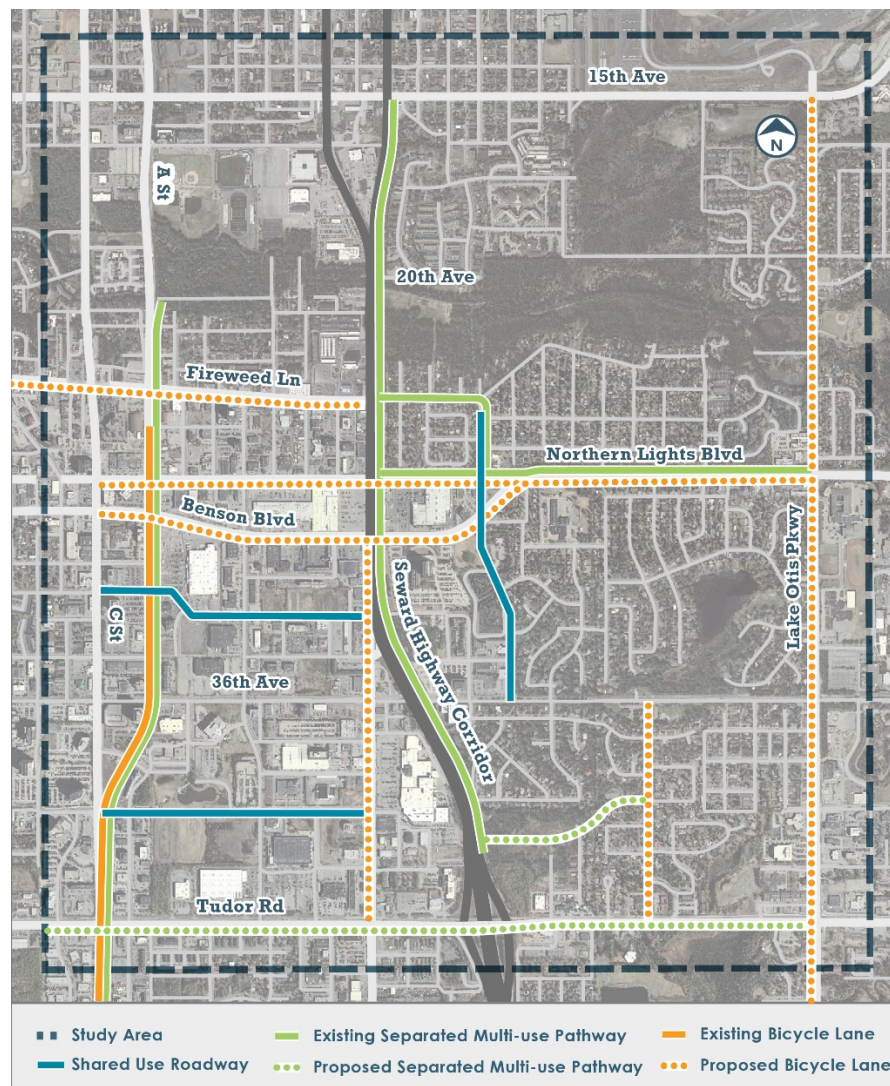 15th Ave
N
A St
20th Ave
Fireweed Ln
Northern Lights Blvd
Benson Blvd
Lake Otis Pkwy
C St
Seward Highway Corridor
36th Ave
Tudor Rd
Study Area
Existing Separated Multi-use Pathway
Existing Bicycle Lane
Shared Use Roadway
Proposed Separated Multi-use Pathway
Proposed Bicycle Lane